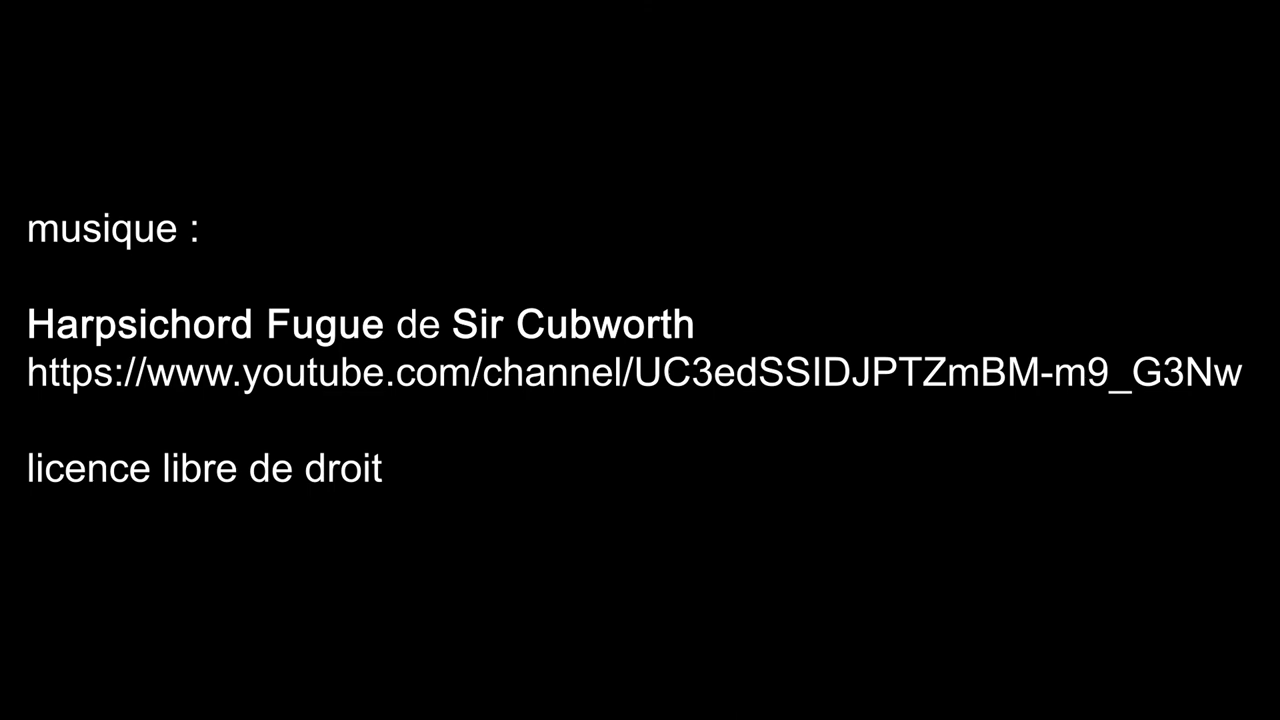 musique :
Harpsichord Fugue de Sir Cubworth
https://www.youtube.com/channel/UC3edSSIDJPTZmBM-m9_G3Nw
licence libre de droit